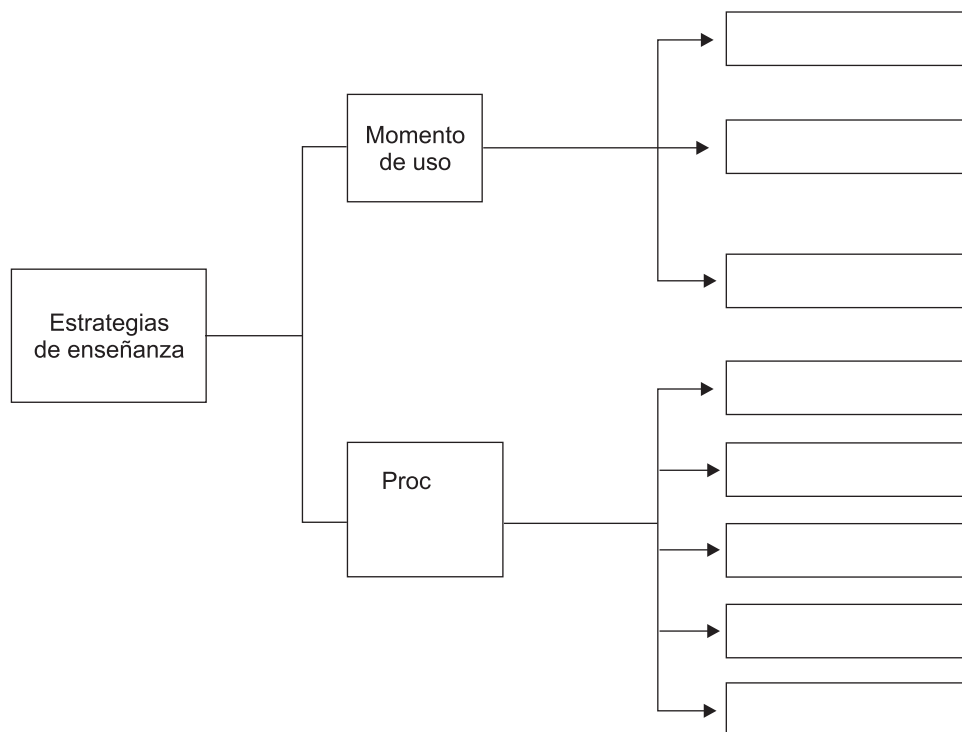 Momento
de uso
Estrategias
de enseñanza
Proc